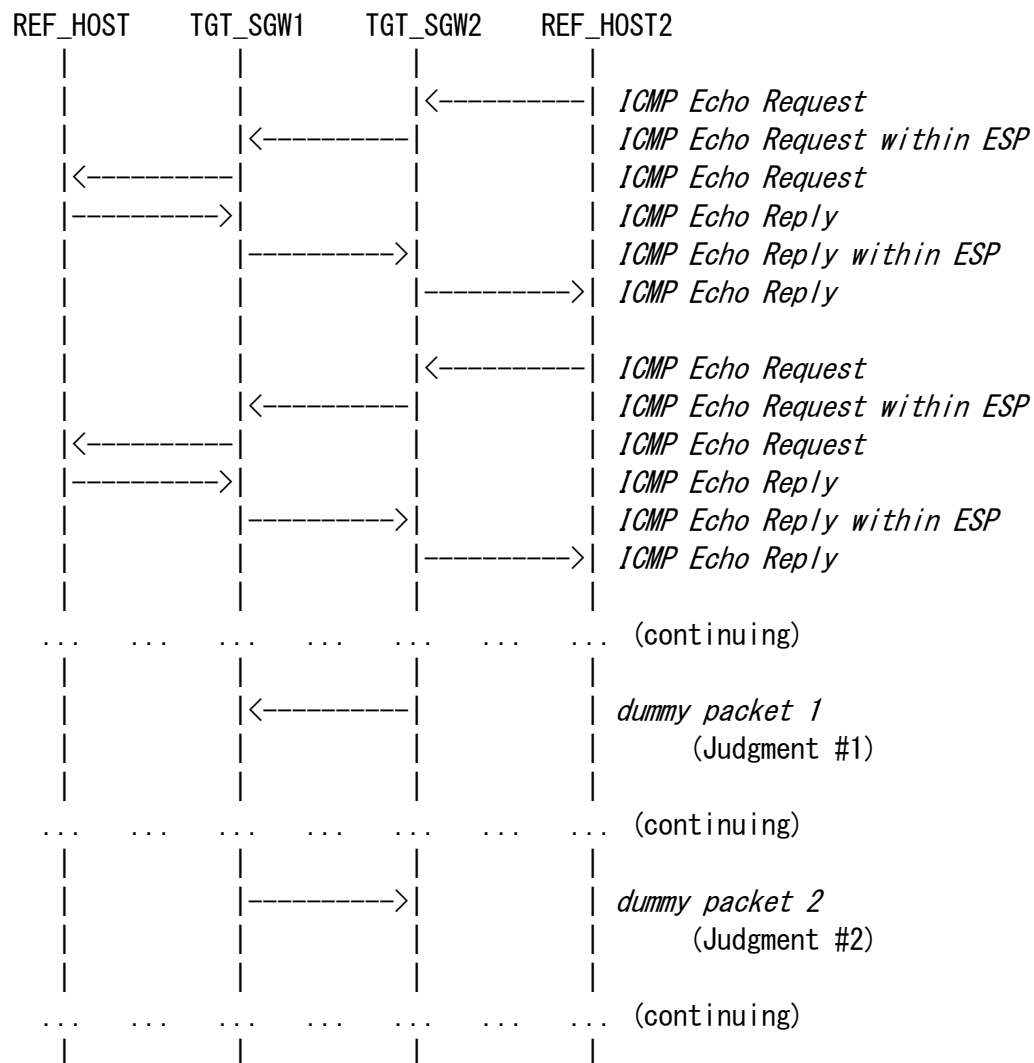 REF_HOST TGT_SGW1 TGT_SGW2 REF_HOST2
| | | |
| | |<----------| ICMP Echo Request
| |<----------| | ICMP Echo Request within ESP
|<----------| | | ICMP Echo Request
|---------->| | | ICMP Echo Reply
| |---------->| | ICMP Echo Reply within ESP
| | |---------->| ICMP Echo Reply
| | | |
| | |<----------| ICMP Echo Request
| |<----------| | ICMP Echo Request within ESP
|<----------| | | ICMP Echo Request
|---------->| | | ICMP Echo Reply
| |---------->| | ICMP Echo Reply within ESP
| | |---------->| ICMP Echo Reply
| | | |
... ... ... ... ... ... ... (continuing)
| | | |
| |<----------| | dummy packet 1
| | | | (Judgment #1)
| | | |
... ... ... ... ... ... ... (continuing)
| | | |
| |---------->| | dummy packet 2
| | | | (Judgment #2)
| | | |
... ... ... ... ... ... ... (continuing)
| | | |